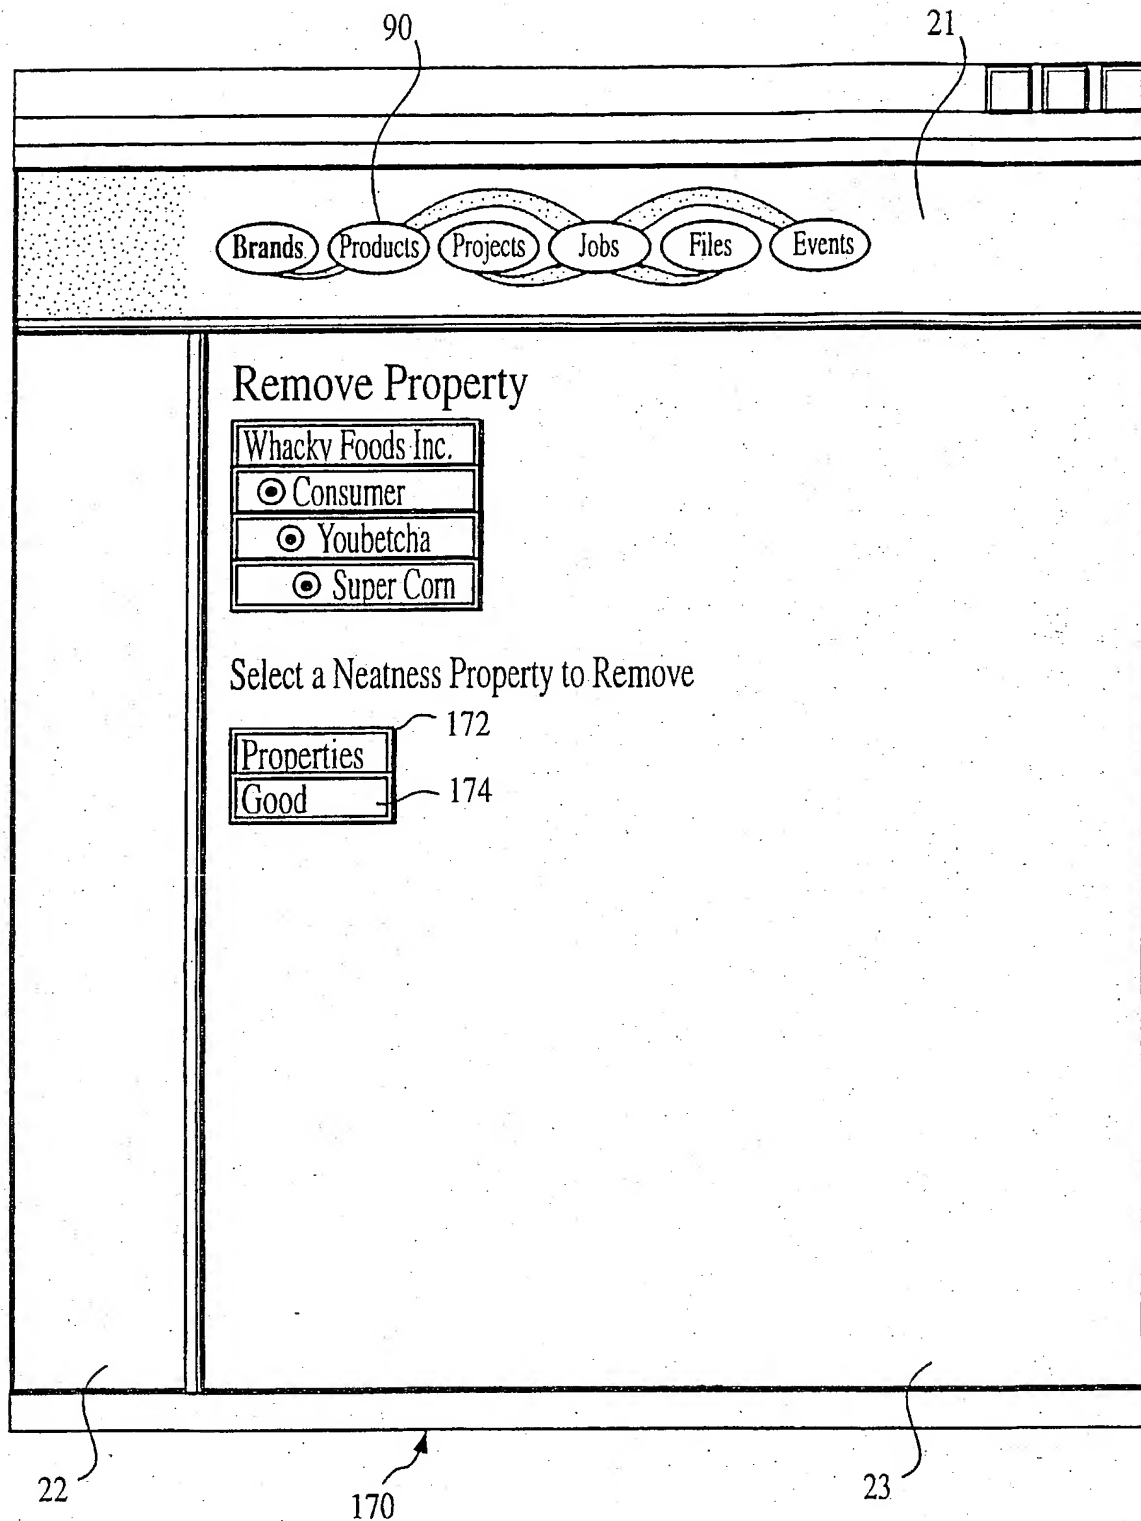 90
21
Brands Products Projects Jobs Files Events
Remove Property
Whacky Foods Inc.
Consumer
Youbetcha
Super Corn
Select a Neatness Property to Remove
172
Properties
174
Good
22
170
23